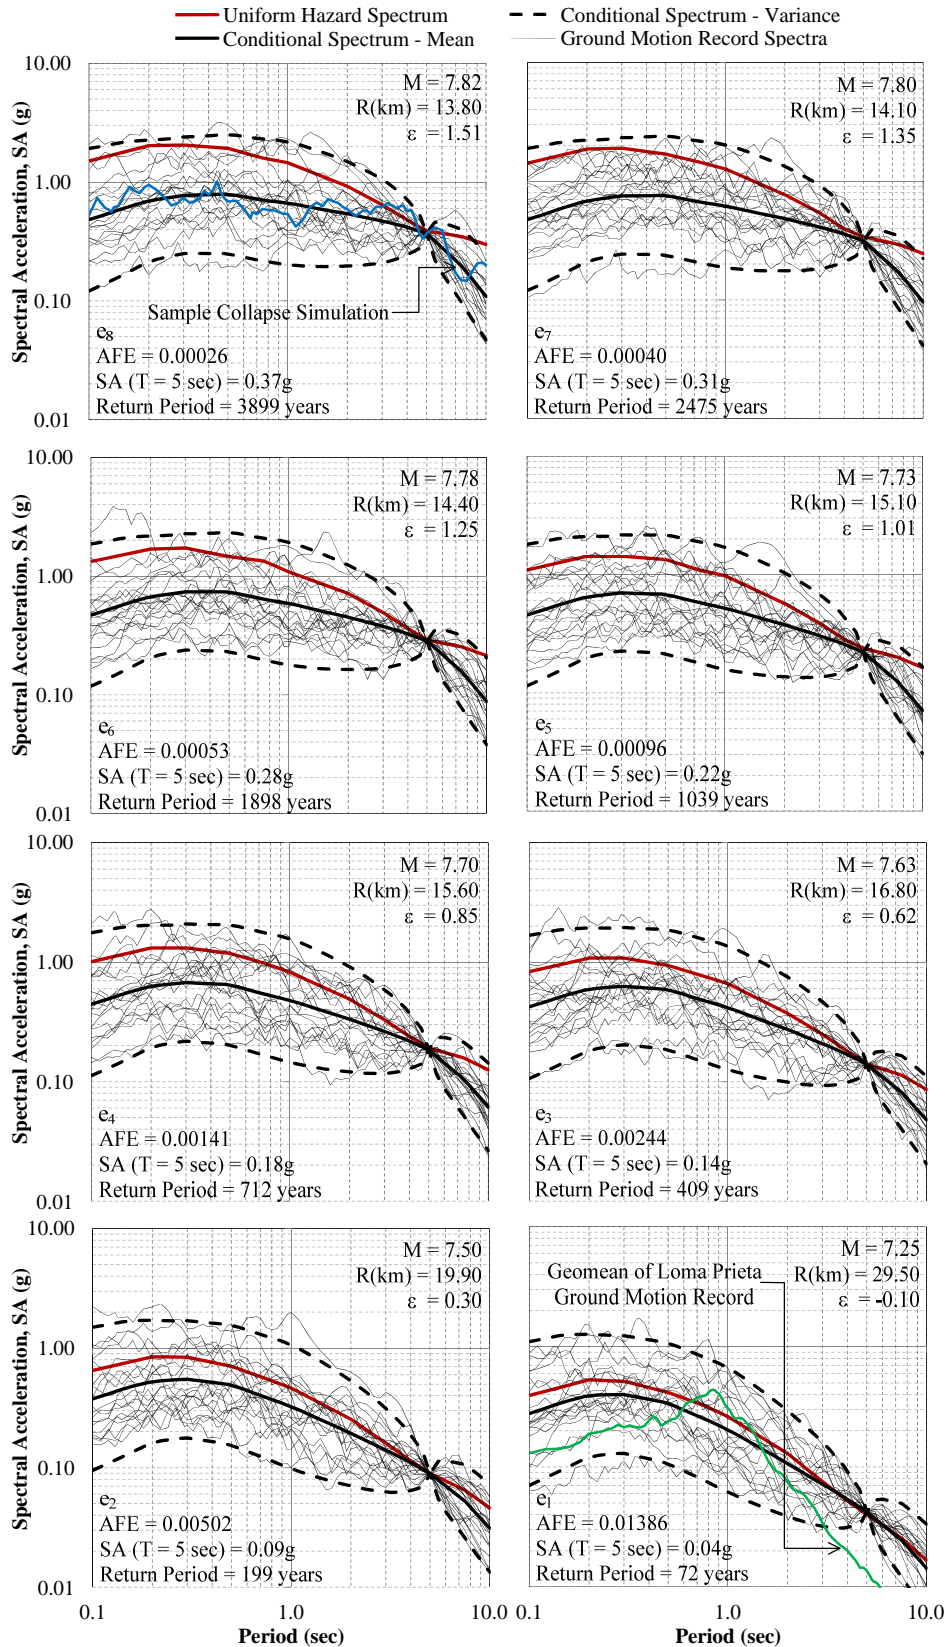 Uniform Hazard Spectrum
Conditional Spectrum - Variance
Conditional Spectrum - Mean
Ground Motion Record Spectra
Spectral Acceleration, SA (g)
10.00
1.00
0.10
0.01
M = 7.82
R(km) = 13.80
ε = 1.51
Sample Collapse Simulation
e8
AFE = 0.00026
SA (T = 5 sec) = 0.37g
Return Period = 3899 years
M = 7.80
R(km) = 14.10
ε = 1.35
e7
AFE = 0.00040
SA (T = 5 sec) = 0.31g
Return Period = 2475 years
Spectral Acceleration, SA (g)
10.00
1.00
0.10
0.01
M = 7.78
R(km) = 14.40
ε = 1.25
e6
AFE = 0.00053
SA (T = 5 sec) = 0.28g
Return Period = 1898 years
M = 7.73
R(km) = 15.10
ε = 1.01
e5
AFE = 0.00096
SA (T = 5 sec) = 0.22g
Return Period = 1039 years
Spectral Acceleration, SA (g)
10.00
1.00
0.10
0.01
M = 7.70
R(km) = 15.60
ε = 0.85
e4
AFE = 0.00141
SA (T = 5 sec) = 0.18g
Return Period = 712 years
M = 7.63
R(km) = 16.80
ε = 0.62
e3
AFE = 0.00244
SA (T = 5 sec) = 0.14g
Return Period = 409 years
Spectral Acceleration, SA (g)
10.00
1.00
0.10
0.01
M = 7.50
R(km) = 19.90
ε = 0.30
e2
AFE = 0.00502
SA (T = 5 sec) = 0.09g
Return Period = 199 years
0.1
1.0
10.0
Period (sec)
M = 7.25
R(km) = 29.50
ε = -0.10
Geomean of Loma Prieta
Ground Motion Record
e1
AFE = 0.01386
SA (T = 5 sec) = 0.04g
Return Period = 72 years
0.1
1.0
10.0
Period (sec)